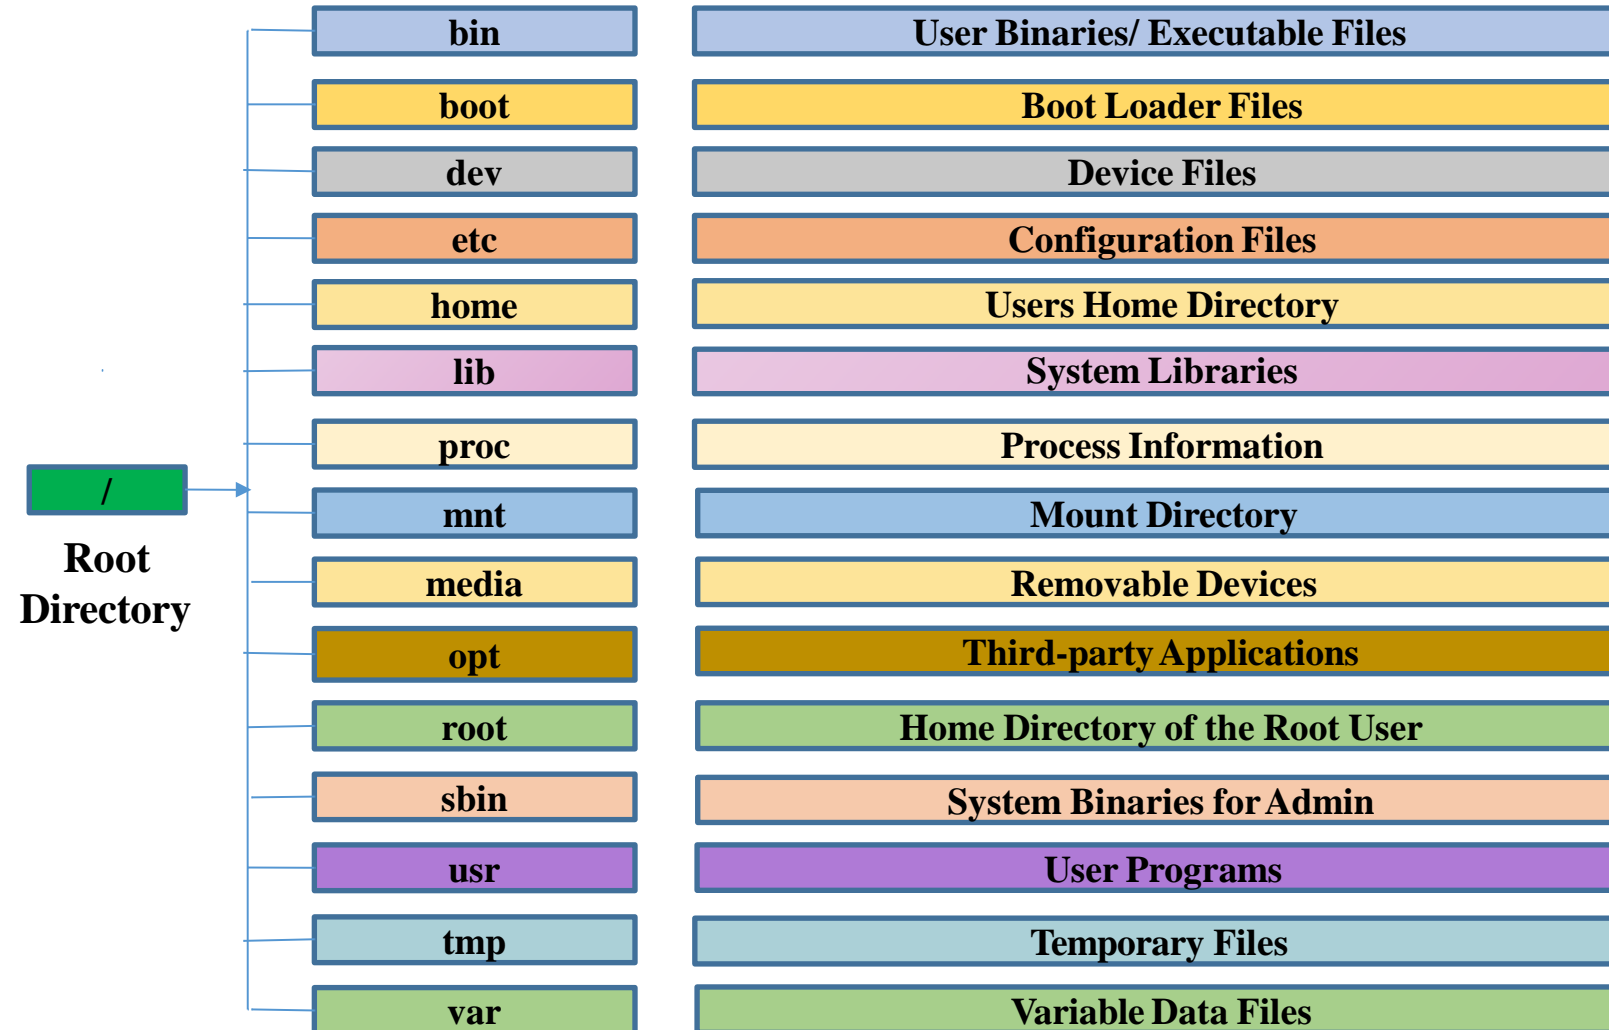 bin User Binaries/ Executable Files
boot Boot Loader Files
dev Device Files
etc Configuration Files
home Users Home Directory
lib System Libraries
proc Process Information
/
mnt Mount Directory
Root
Directory
media Removable Devices
opt Third-party Applications
root Home Directory of the Root User
sbin System Binaries for Admin
usr User Programs
tmp Temporary Files
var Variable Data Files